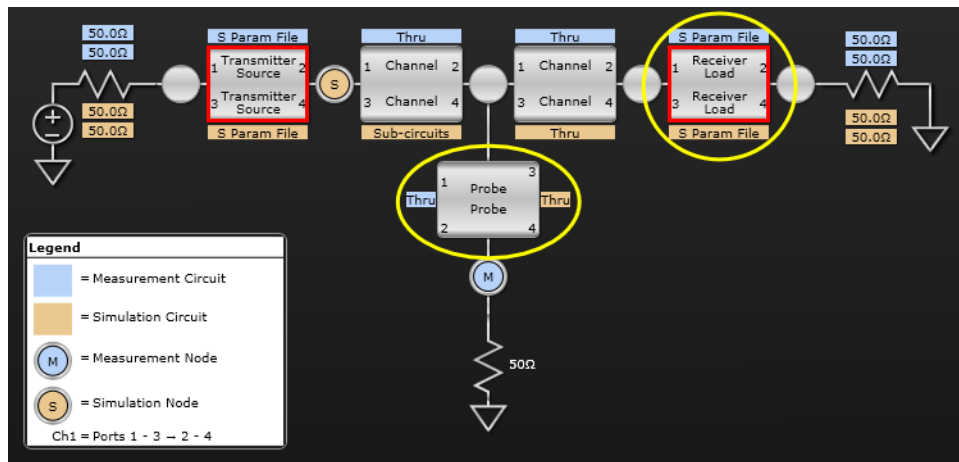 50.0Ω
50.0Ω
S Param File
Thru
Thru
S Param File
50.0Ω
50.0Ω
1 Transmitter 2
Source
3 Transmitter 4
Source
S
1 Channel 2
3 Channel 4
1 Channel 2
3 Channel 4
1 Receiver 2
Load
3 Receiver 4
Load
50.0Ω
50.0Ω
S Param File
Sub-circuits
Thru
S Param File
50.0Ω
50.0Ω
1 3
Thru Probe Thru
Probe
2 4
M
50Ω
Legend
= Measurement Circuit
= Simulation Circuit
M = Measurement Node
S = Simulation Node
Ch1 = Ports 1 - 3 → 2 - 4